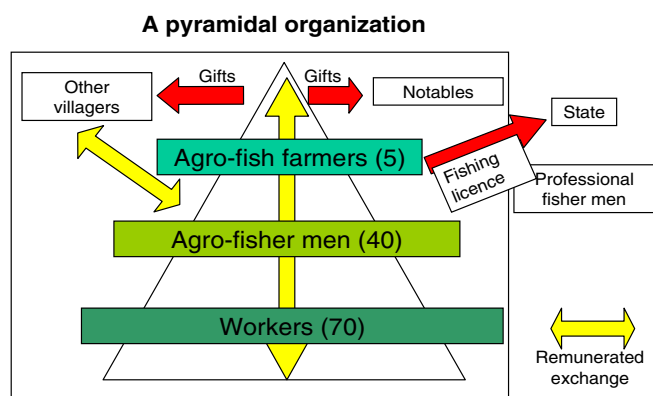 A pyramidal organization
Other
villagers
Gifts
Gifts
Notables
State
Agro-fish farmers (5)
Fishing
licence
Professional
fisher men
Agro-fisher men (40)
Workers (70)
Remunerated
exchange